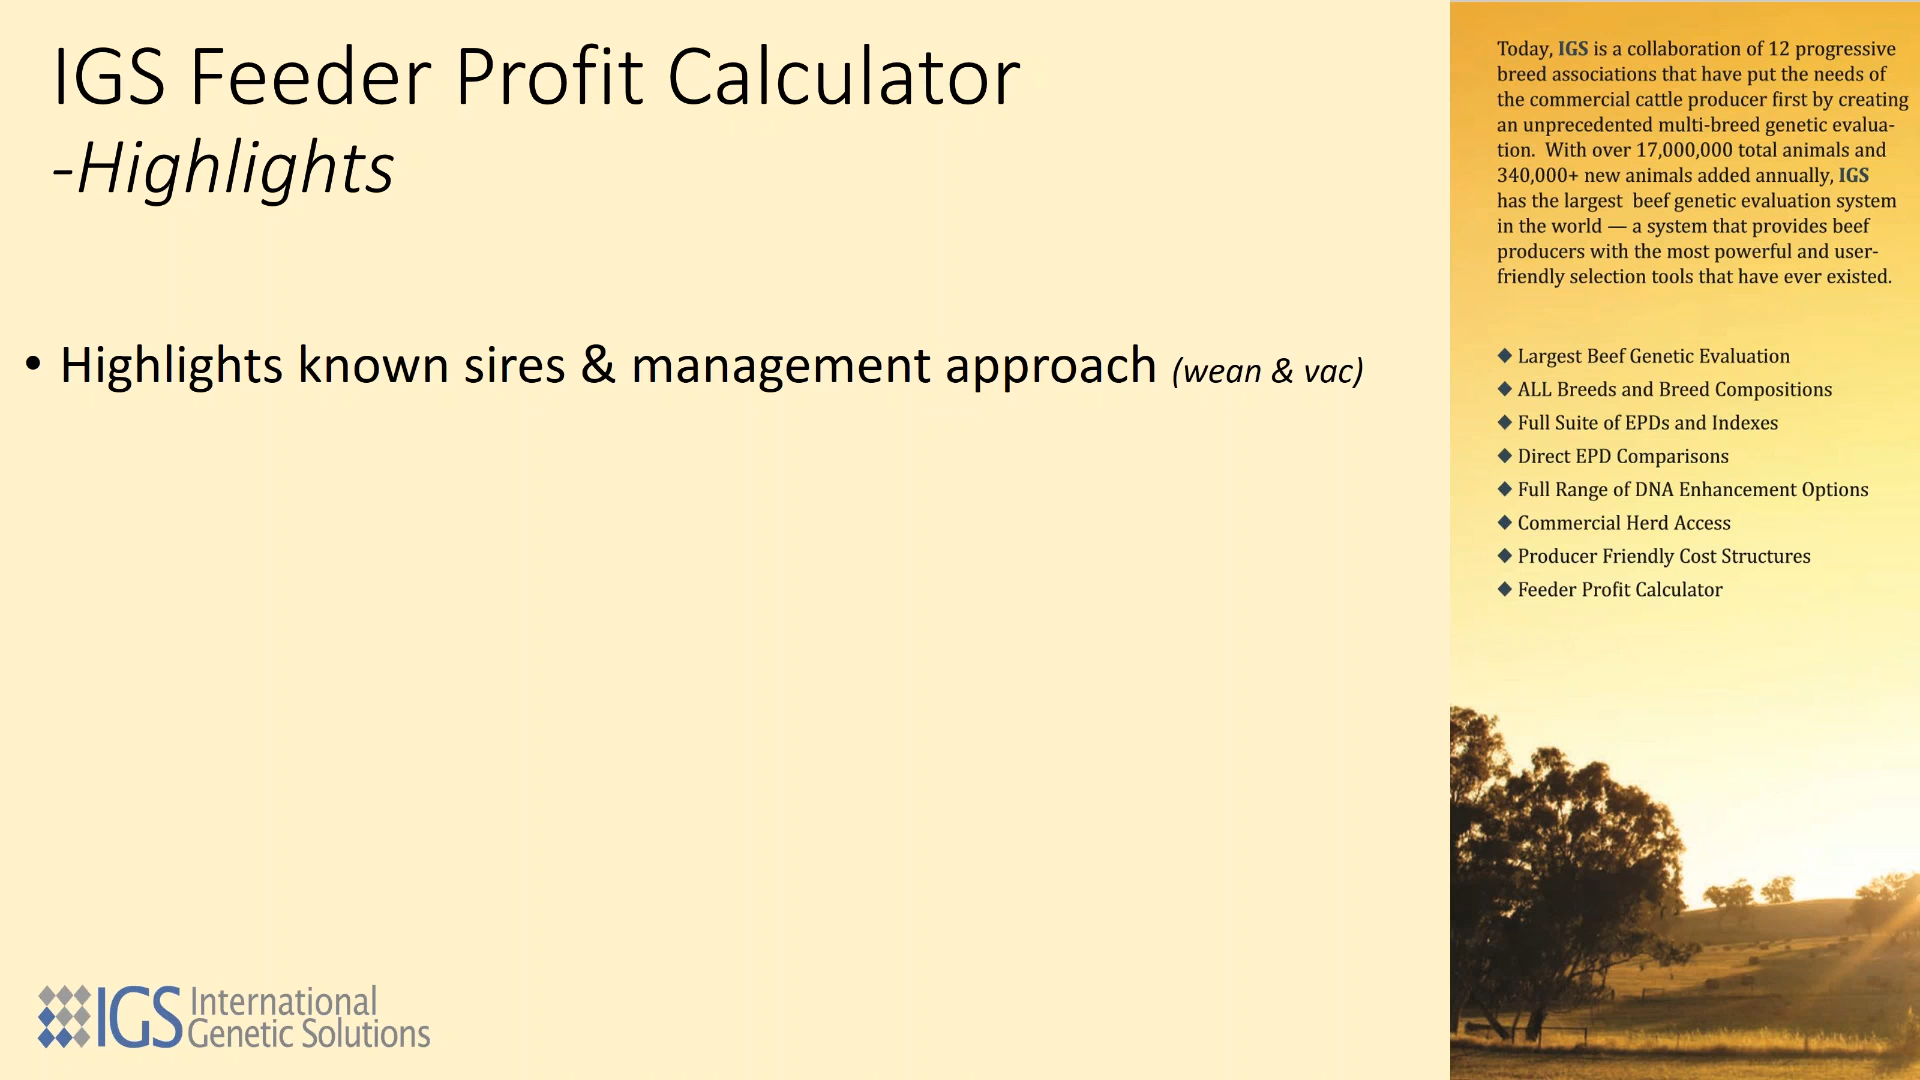 IGS Feeder Profit Calculator
-Highlights
• Highlights known sires & management approach (wean & vac)
IGS International
Genetic Solutions
Today, IGS is a collaboration of 12 progressive
breed associations that have put the needs of
the commercial cattle producer first by creating
an unprecedented multi-breed genetic evalua-
tion.  With over 17,000,000 total animals and
340,000+ new animals added annually, IGS
has the largest  beef genetic evaluation system
in the world — a system that provides beef
producers with the most powerful and user-
friendly selection tools that have ever existed.
◆ Largest Beef Genetic Evaluation
◆ ALL Breeds and Breed Compositions
◆ Full Suite of EPDs and Indexes
◆ Direct EPD Comparisons
◆ Full Range of DNA Enhancement Options
◆ Commercial Herd Access
◆ Producer Friendly Cost Structures
◆ Feeder Profit Calculator